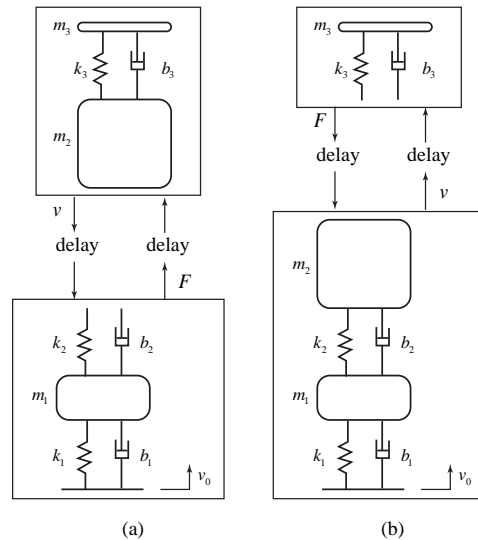 m₃
k₃
b₃
m₂
v
delay
delay
F
k₂
b₂
m₁
k₁
b₁
v₀
(a)
m₃
k₃
b₃
F
delay
delay
v
m₂
k₂
b₂
m₁
k₁
b₁
v₀
(b)